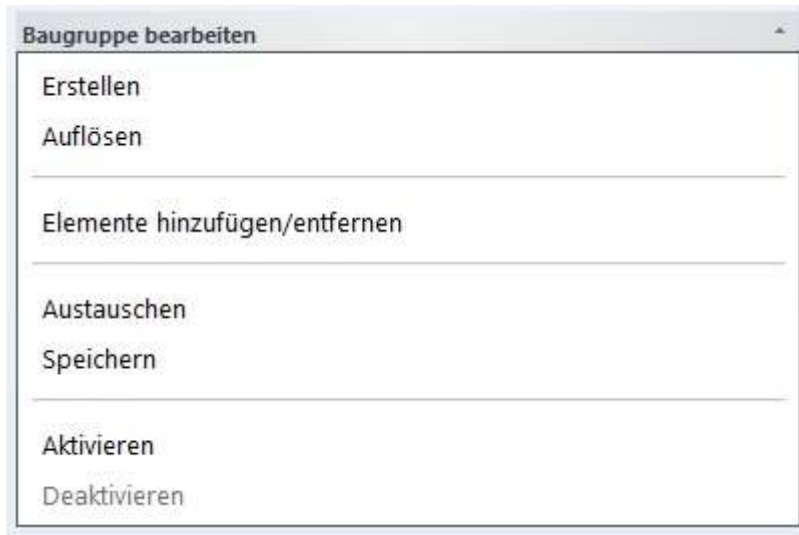 Baugruppe bearbeiten
Erstellen
Auflösen
Elemente hinzufügen/entfernen
Austauschen
Speichern
Aktivieren
Deaktivieren